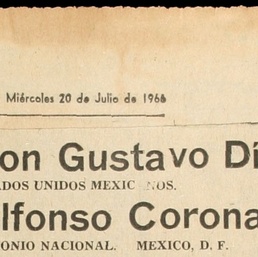 Miércoles 20 de Julio de 1966
on Gustavo Dí
ADOS UNIDOS MEXIC NOS.
lfonso Corona
ONIO NACIONAL. MEXICO, D. F.